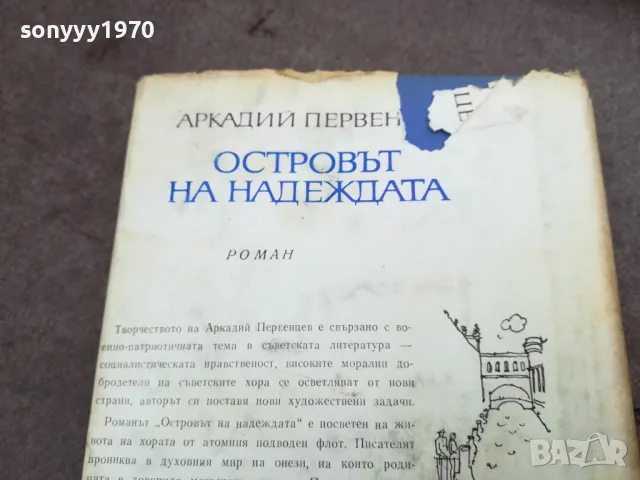 sonyyy1970
АРКАДИЙ ПЕРВЕН
ОСТРОВЪТ
НА НАДЕЖДАТА
РОМАН
Творчеството на Аркадий Первенцев е свързано с во-
енно-патриотичната тема в съветската литература —
социалистическата нравственост, високите морални до-
бродетели на съветските хора се осветляват от нови
страни, авторът си поставя нови художествени задачи.
Романът „Островът на надеждата“ е посветен на жи-
вота на хората от атомния подводен флот. Писателят
прониква в духовния мир на онези, на които роди-
BAZAR
bg